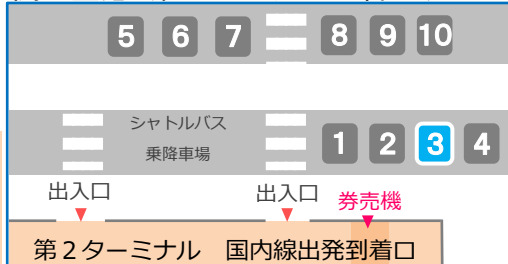 5 6 7 8 9 10
シャトルバス
乗降車場
1 2 3 4
出入口 出入口 券売機
第２ターミナル 国内線出発到着口